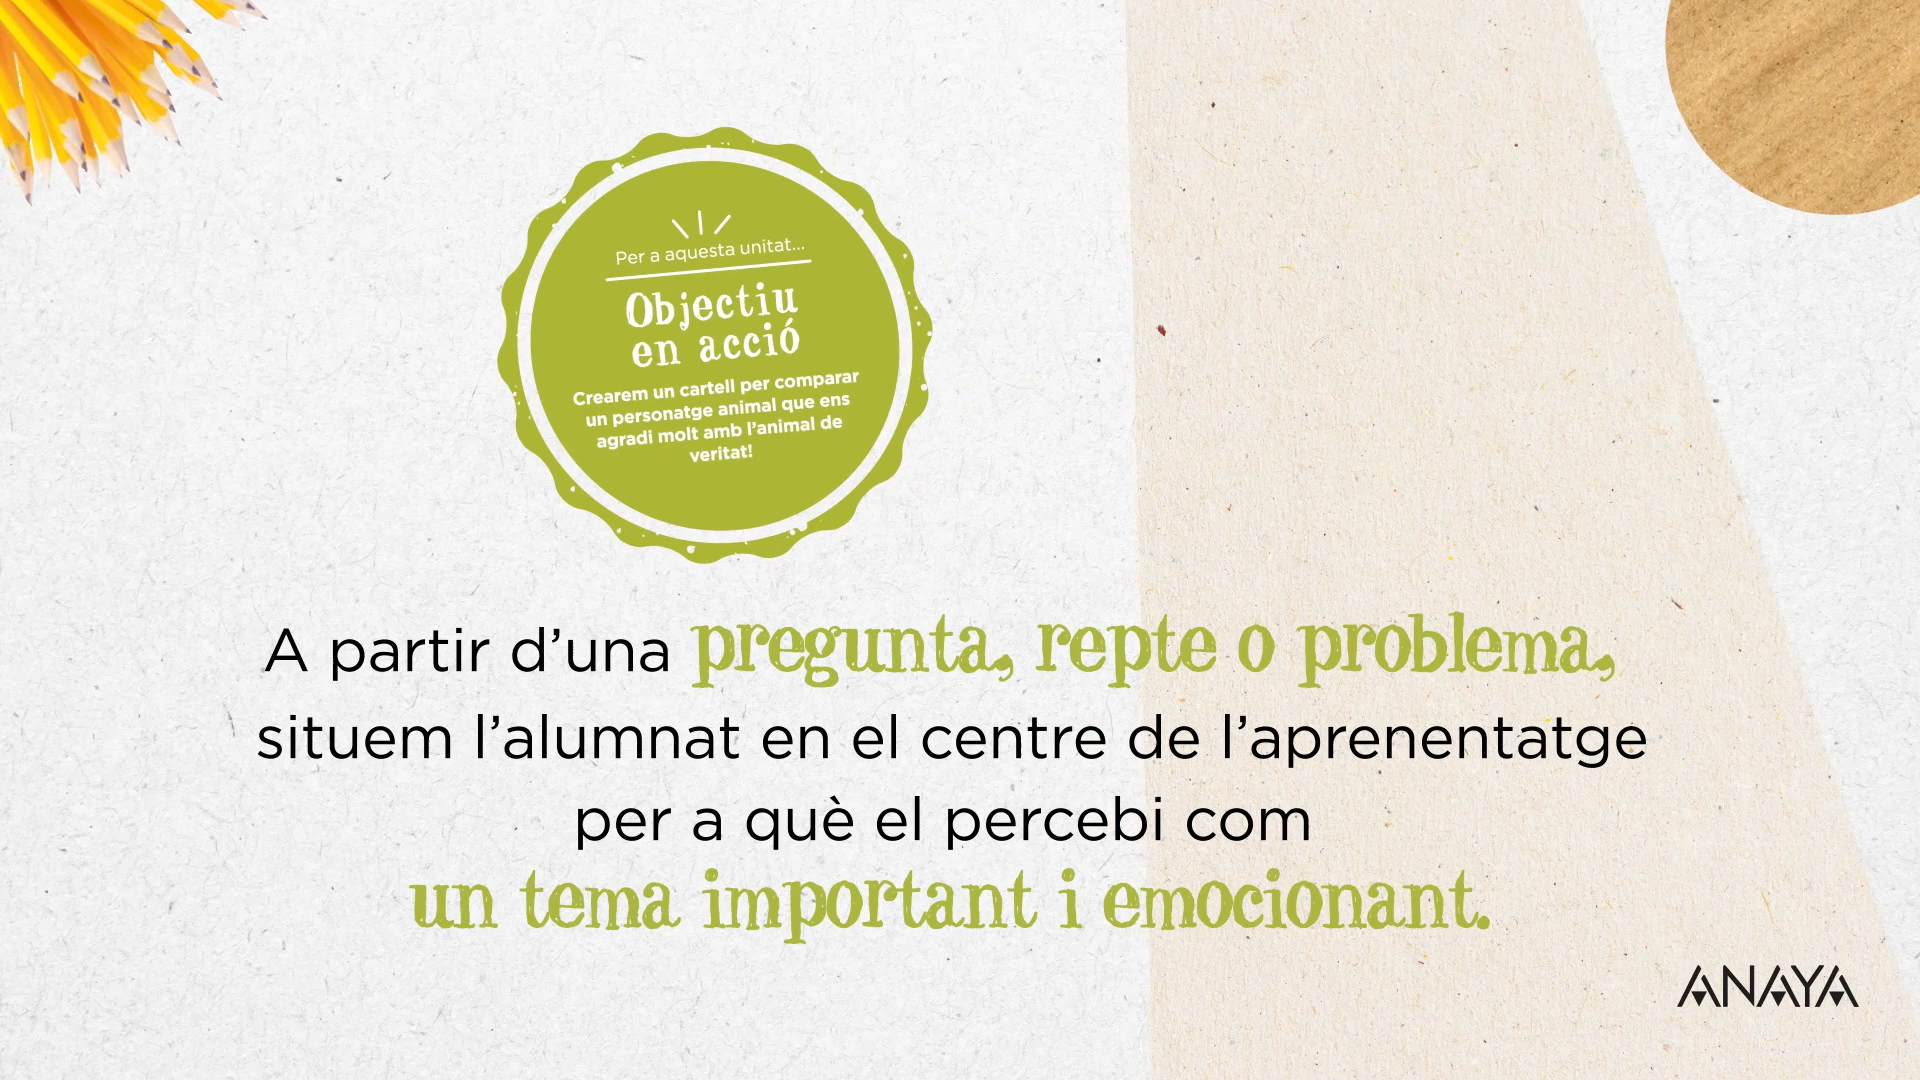 Per a aquesta unitat...
Objectiu
en acció
Crearem un cartell per comparar
un personatge animal que ens
agradi molt amb l’animal de
veritat!
A partir d’una pregunta, repte o problema,
situem l’alumnat en el centre de l’aprenentatge
per a què el percebi com
un tema important i emocionant.
ANAYA